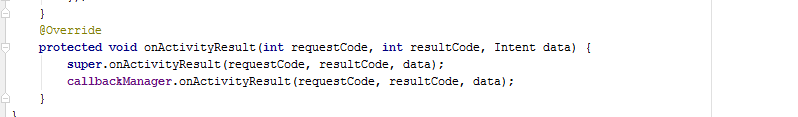 }
@Override
protected void onActivityResult(int requestCode, int resultCode, Intent data) {
super.onActivityResult(requestCode, resultCode, data);
callbackManager.onActivityResult(requestCode, resultCode, data);
}
}